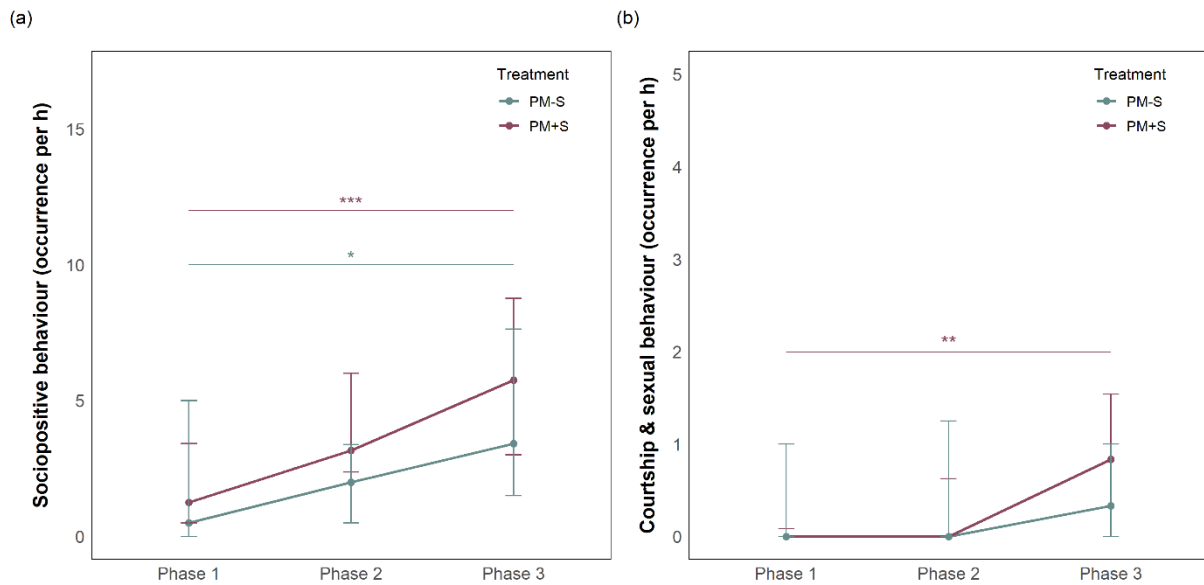 (a)
Sociopositive behaviour (occurrence per h)
15
10
5
0
Treatment
PM-S
PM+S
***
*
Phase 1
Phase 2
Phase 3
(b)
Courtship & sexual behaviour (occurrence per h)
5
4
3
2
1
0
Treatment
PM-S
PM+S
**
Phase 1
Phase 2
Phase 3